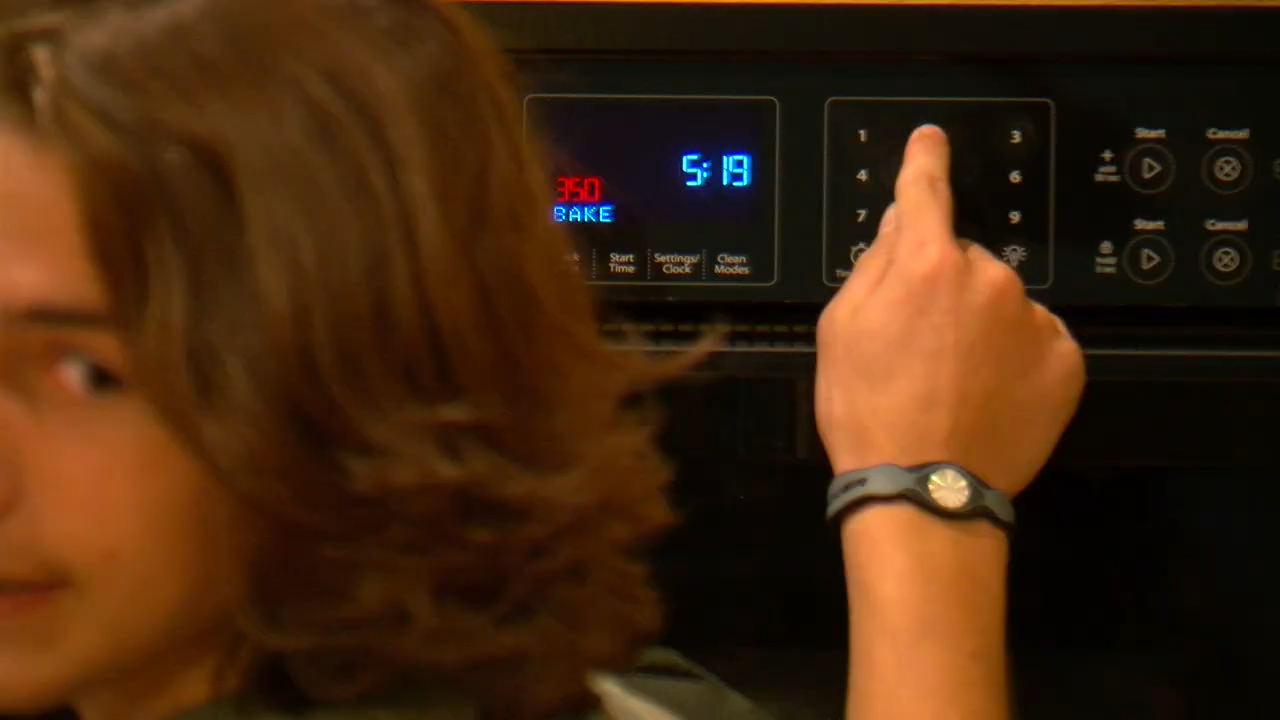 5:19
350
BAKE
Start Time
Settings/ Clock
Clean Modes
1 3
4 6
7 9
Start Cancel
Start Cancel